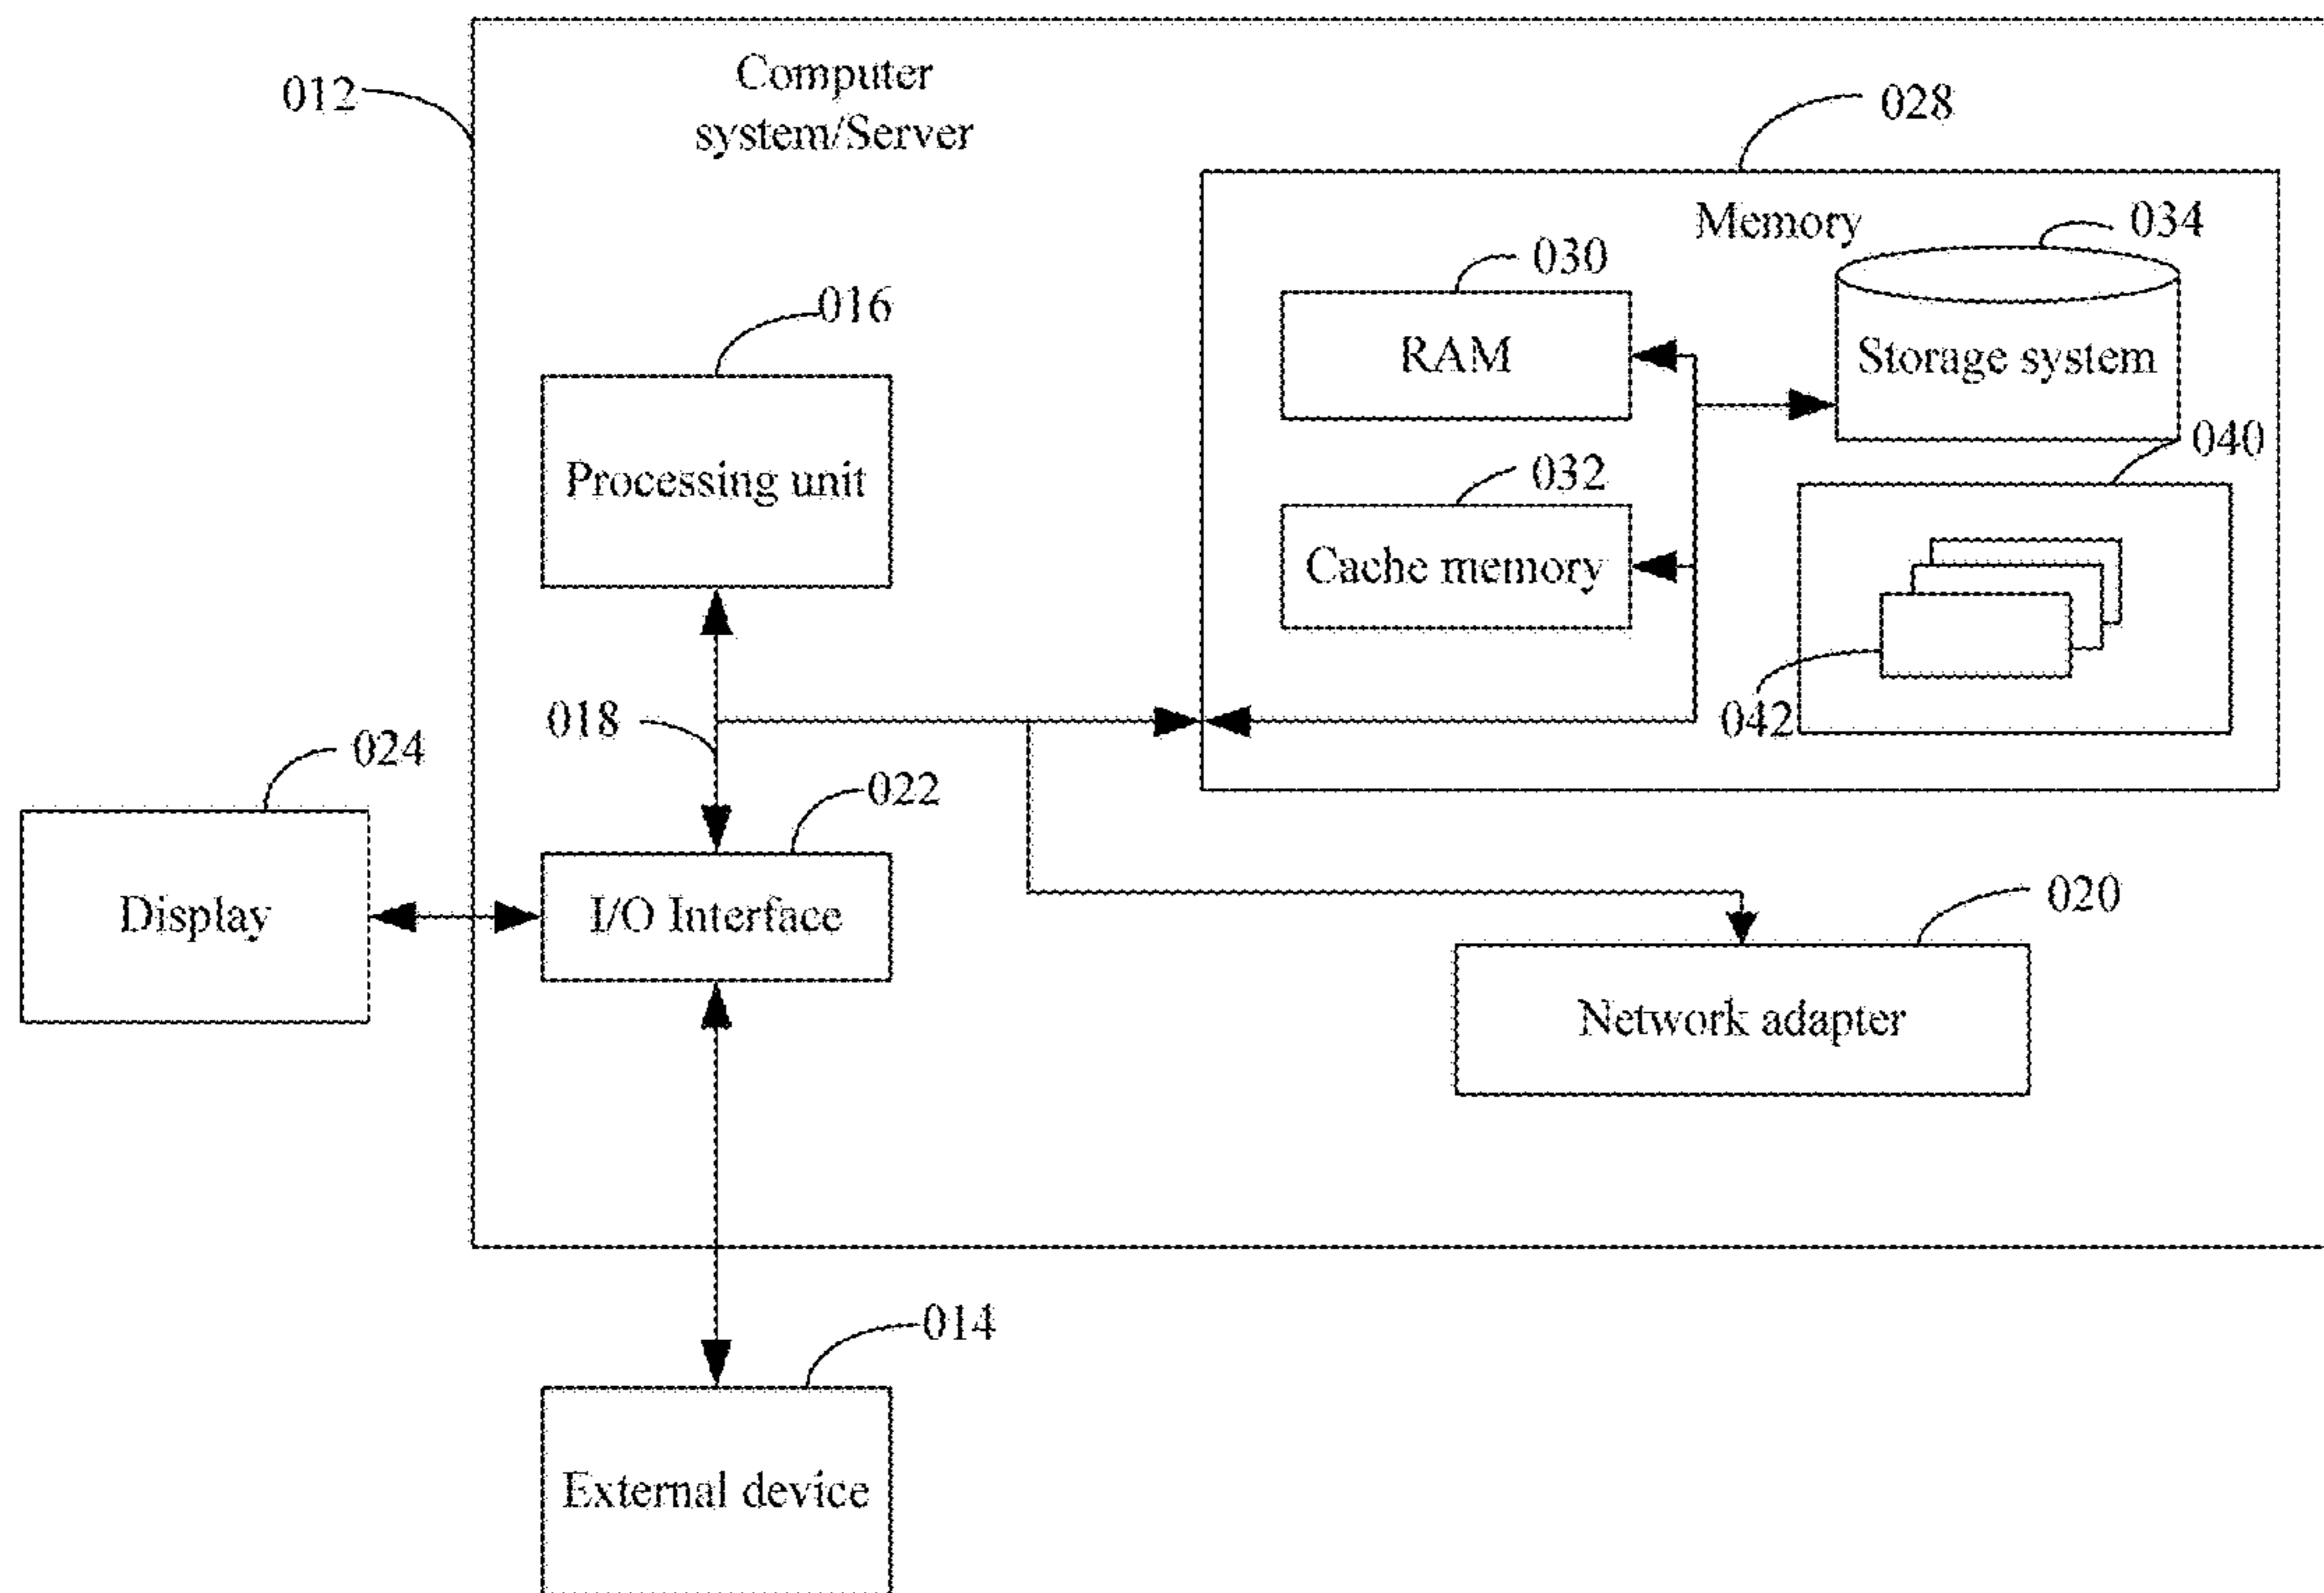 Computer
system/Server
012
028
Memory
034
030
016
RAM
Storage system
040
Processing unit
032
Cache memory
018
042
024
022
Display
I/O Interface
020
Network adapter
014
External device